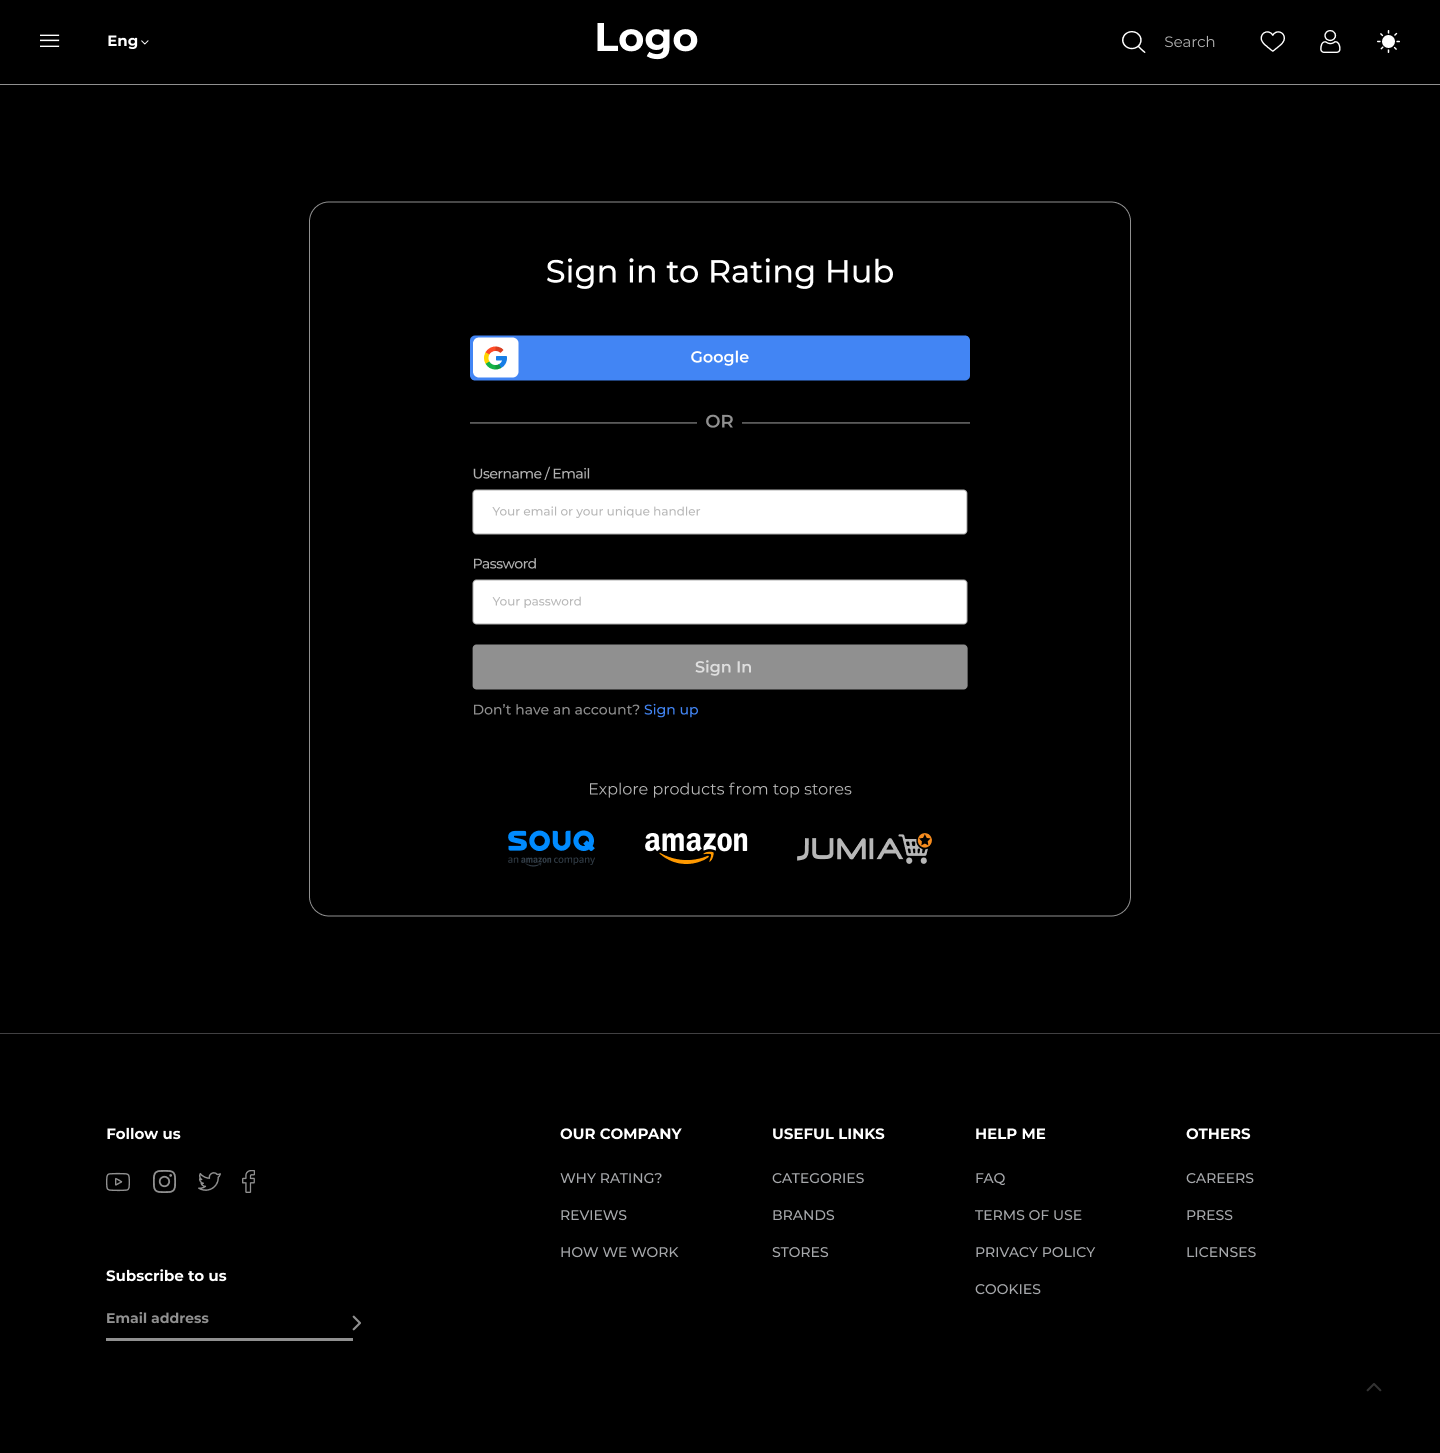 Eng
Logo
Search
Sign in to Rating Hub
Google
OR
Username / Email
Your email or your unique handler
Password
Your password
Sign In
Don’t have an account? Sign up
Explore products from top stores
SOUQ
an amazon company
amazon
JUMIA
Follow us
Subscribe to us
Email address
OUR COMPANY
WHY RATING?
REVIEWS
HOW WE WORK
USEFUL LINKS
CATEGORIES
BRANDS
STORES
HELP ME
FAQ
TERMS OF USE
PRIVACY POLICY
COOKIES
OTHERS
CAREERS
PRESS
LICENSES